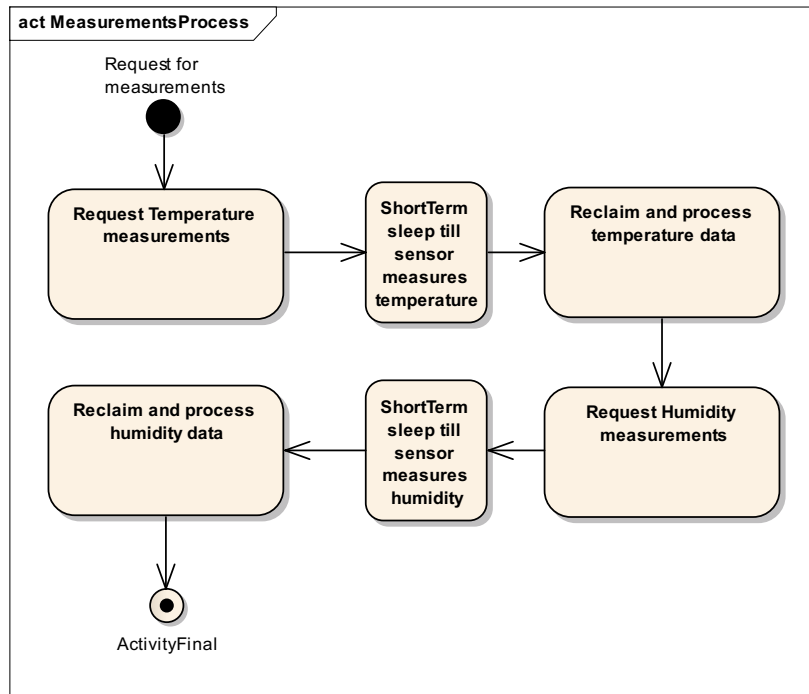 act MeasurementsProcess
Request for
measurements
Request Temperature
measurements
ShortTerm
sleep till
sensor
measures
temperature
Reclaim and process
temperature data
Request Humidity
measurements
ShortTerm
sleep till
sensor
measures
humidity
Reclaim and process
humidity data
ActivityFinal